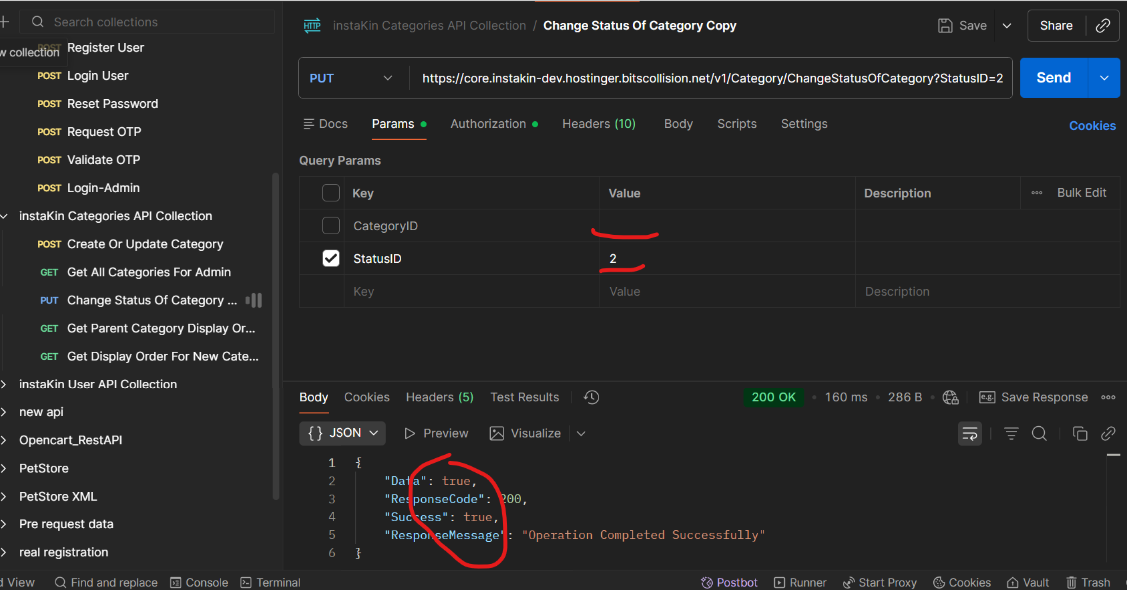 Search collections
HTTP instaKin Categories API Collection / Change Status Of Category Copy Save Share
w collection
POST Register User
POST Login User
POST Reset Password
POST Request OTP
POST Validate OTP
POST Login-Admin
instaKin Categories API Collection
POST Create Or Update Category
GET Get All Categories For Admin
PUT Change Status Of Category ...
GET Get Parent Category Display Or...
GET Get Display Order For New Cate...
instaKin User API Collection
new api
Opencart_RestAPI
PetStore
PetStore XML
Pre request data
real registration
PUT https://core.instakin-dev.hostinger.bitscollision.net/v1/Category/ChangeStatusOfCategory?StatusID=2 Send
Docs Params Authorization Headers (10) Body Scripts Settings Cookies
Query Params
Key Value Description Bulk Edit
CategoryID
StatusID 2
Key Value Description
Body Cookies Headers (5) Test Results 200 OK 160 ms 286 B e.g. Save Response
{} JSON Preview Visualize
1 {
2 "Data": true,
3 "ResponseCode": 200,
4 "Success": true,
5 "ResponseMessage": "Operation Completed Successfully"
6 }
d View Find and replace Console Terminal Postbot Runner Start Proxy Cookies Vault Trash